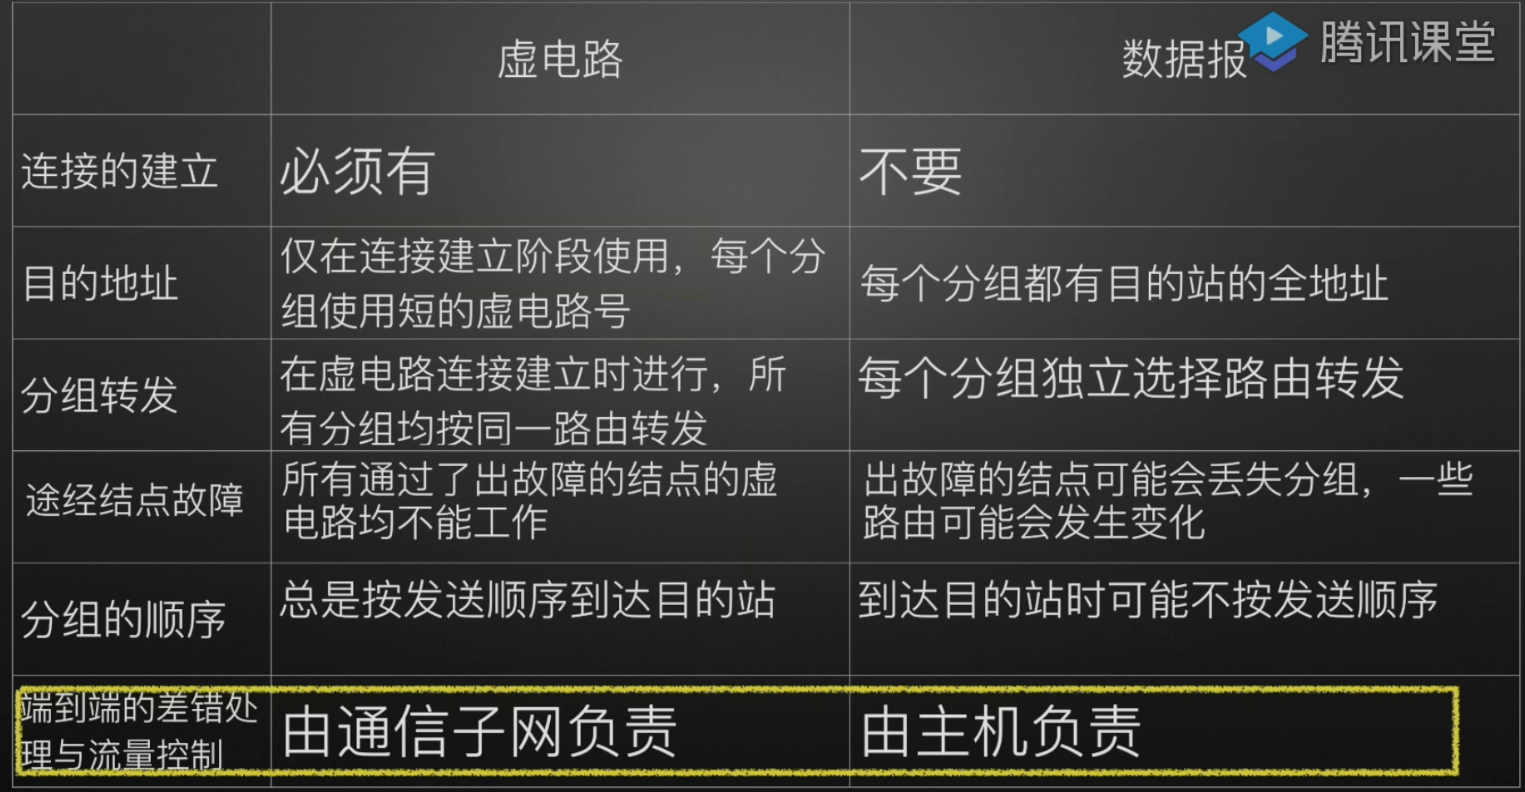 虚电路
数据报
腾讯课堂
连接的建立
必须有
不要
目的地址
仅在连接建立阶段使用，每个分
组使用短的虚电路号
每个分组都有目的站的全地址
分组转发
在虚电路连接建立时进行，所
有分组均按同一路由转发
每个分组独立选择路由转发
途经结点故障
所有通过了出故障的结点的虚
电路均不能工作
出故障的结点可能会丢失分组，一些
路由可能会发生变化
分组的顺序
总是按发送顺序到达目的站
到达目的站时可能不按发送顺序
端到端的差错处
理与流量控制
由通信子网负责
由主机负责